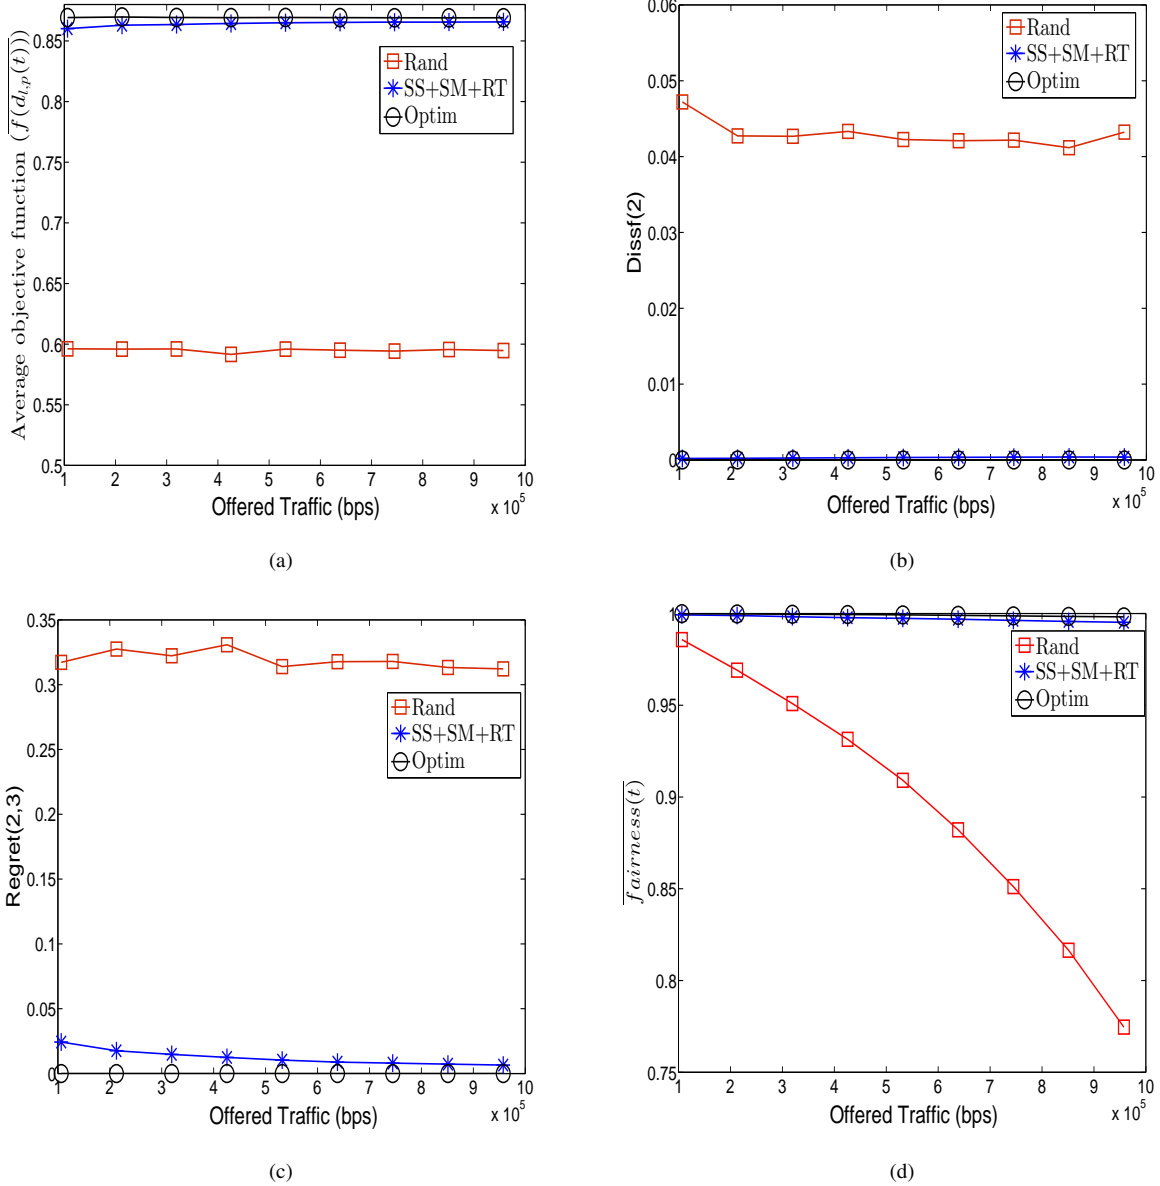 0.85
0.8
0.75
0.7
0.65
0.6
0.55
0.5
1 2 3 4 5 6 7 8 9 10
x 10^5
Offered Traffic (bps)
Average objective function (f(d_{l,p}(t)))
Rand
SS+SM+RT
Optim
(a)
0.06
0.05
0.04
0.03
0.02
0.01
0
1 2 3 4 5 6 7 8 9 10
x 10^5
Offered Traffic (bps)
Dissf(2)
Rand
SS+SM+RT
Optim
(b)
0.35
0.3
0.25
0.2
0.15
0.1
0.05
0
1 2 3 4 5 6 7 8 9 10
x 10^5
Offered Traffic (bps)
Regret(2,3)
Rand
SS+SM+RT
Optim
(c)
1
0.95
0.9
0.85
0.8
0.75
1 2 3 4 5 6 7 8 9 10
x 10^5
Offered Traffic (bps)
fairness(t)
Rand
SS+SM+RT
Optim
(d)